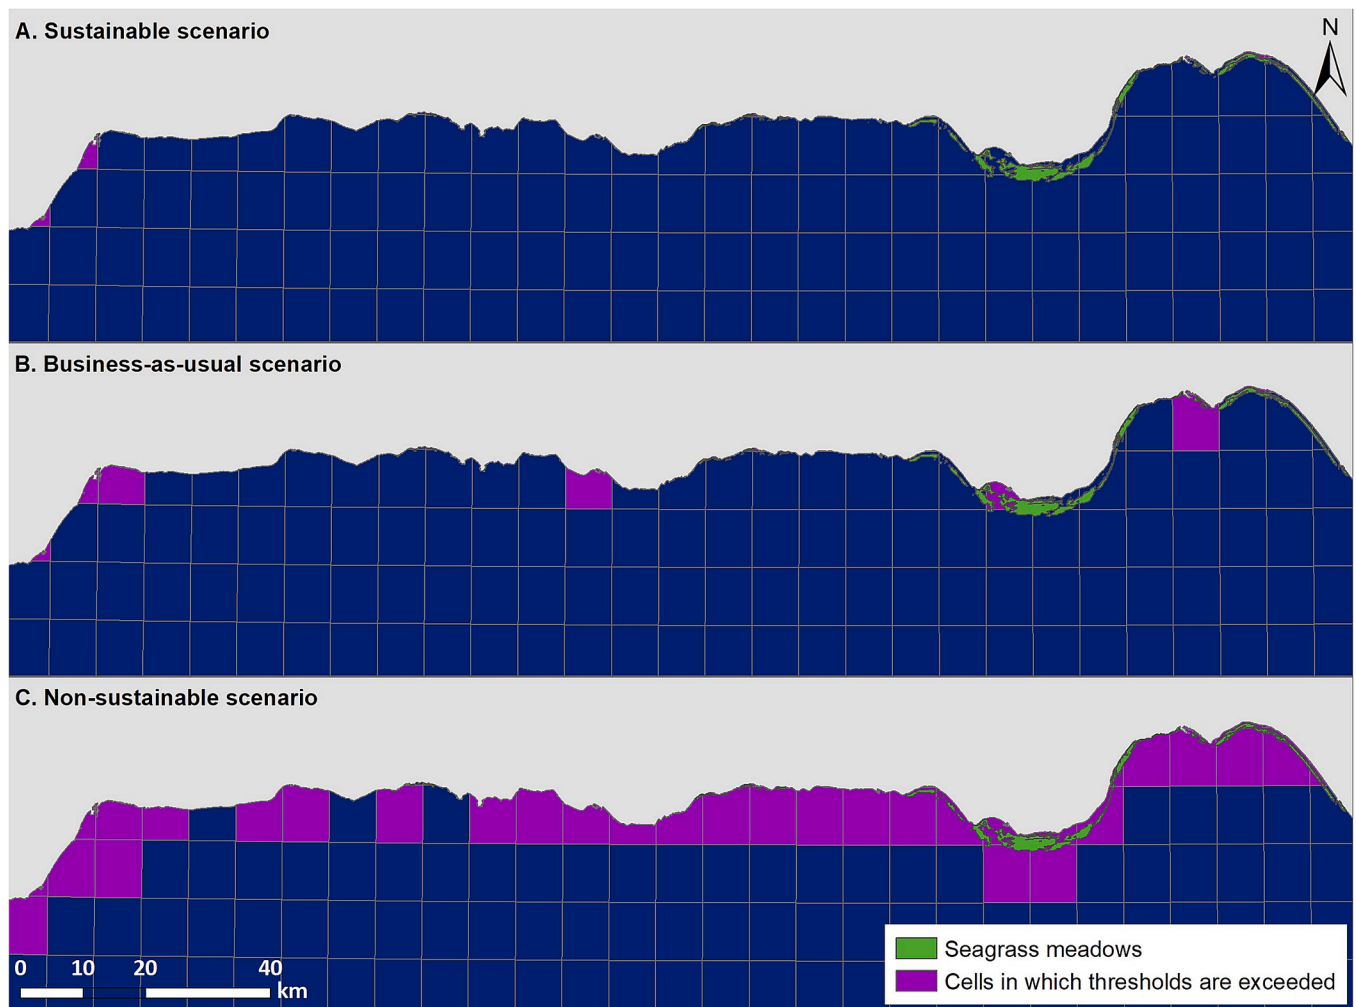 A. Sustainable scenario
N
B. Business-as-usual scenario
C. Non-sustainable scenario
Seagrass meadows
Cells in which thresholds are exceeded
0 10 20 40
km